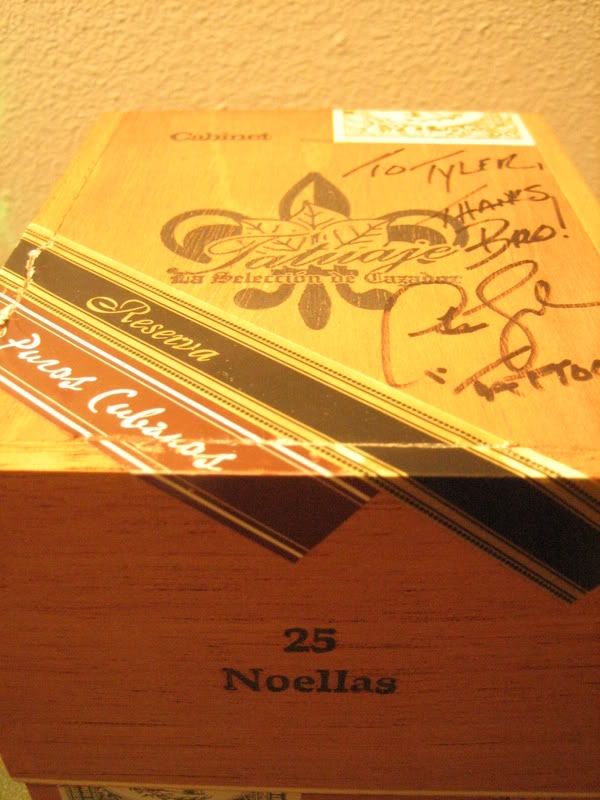 Cabinet
TO TYLER,
THANKS
BRO!
Tatuaje
La Selección de Cazador
Reserva
Puros Cubanos
25
Noellas